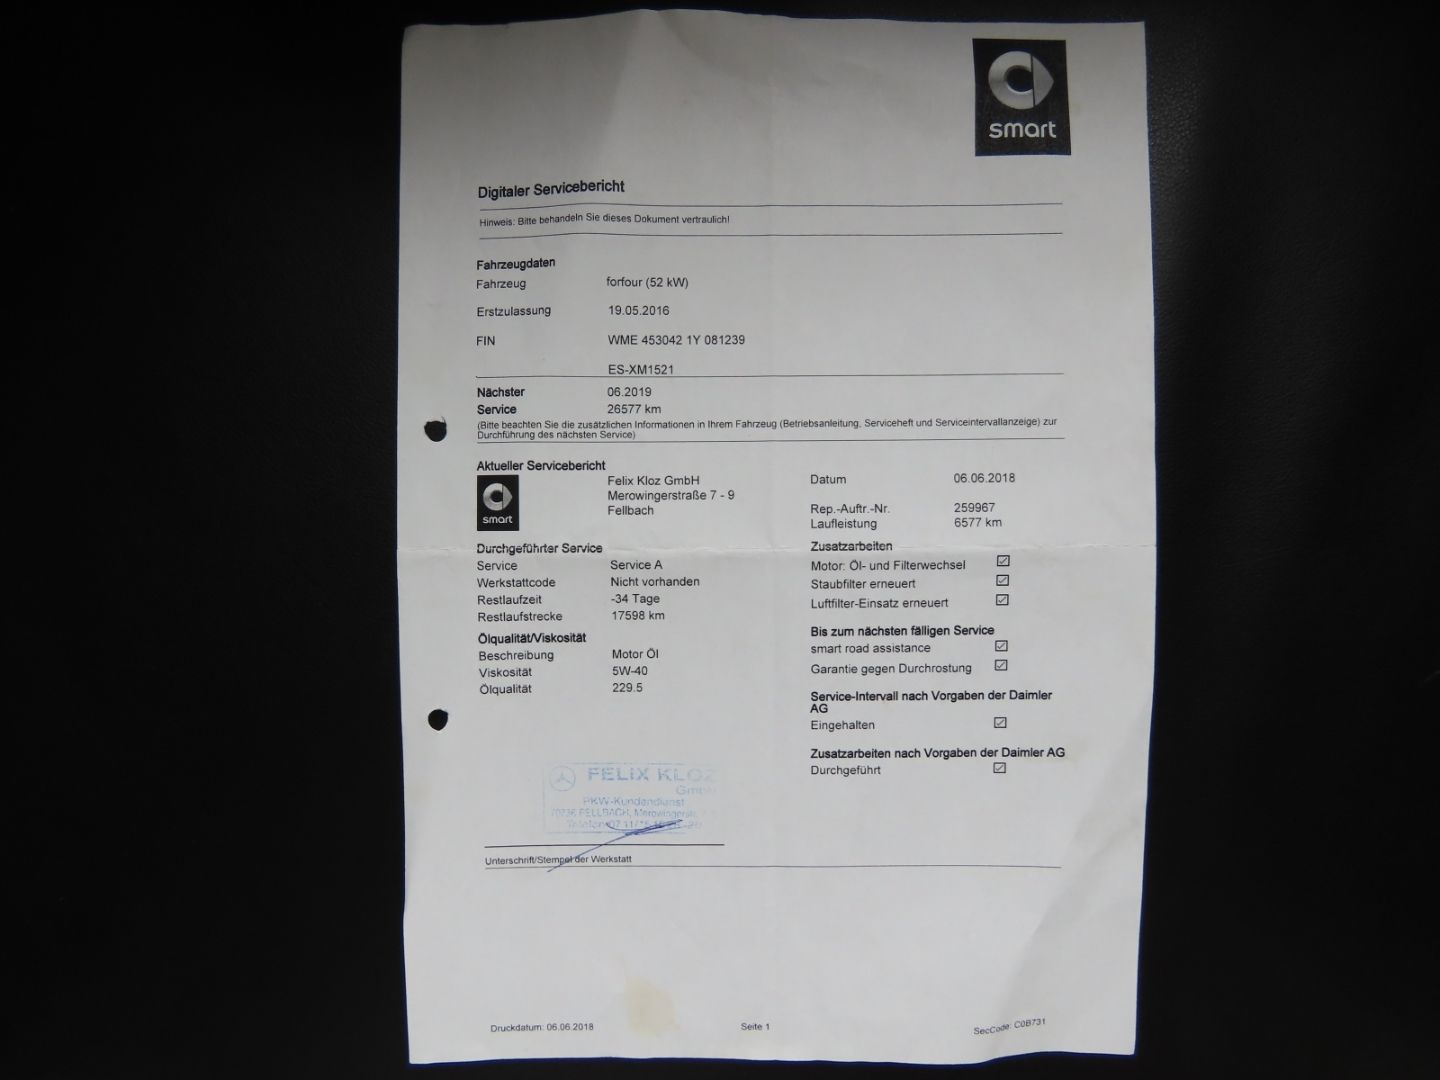 smart
Digitaler Servicebericht
Hinweis: Bitte behandeln Sie dieses Dokument vertraulich!
Fahrzeugdaten
Fahrzeug forfour (52 kW)
Erstzulassung 19.05.2016
FIN WME 453042 1Y 081239
ES-XM1521
Nächster 06.2019
Service 26577 km
(Bitte beachten Sie die zusätzlichen Informationen in Ihrem Fahrzeug (Betriebsanleitung, Serviceheft und Serviceintervallanzeige) zur
Durchführung des nächsten Service)
Aktueller Servicebericht
smart
Felix Kloz GmbH
Merowingerstraße 7 - 9
Fellbach
Datum 06.06.2018
Rep.-Auftr.-Nr. 259967
Laufleistung 6577 km
Durchgeführter Service
Service Service A
Werkstattcode Nicht vorhanden
Restlaufzeit -34 Tage
Restlaufstrecke 17598 km
Ölqualität/Viskosität
Beschreibung Motor Öl
Viskosität 5W-40
Ölqualität 229.5
Zusatzarbeiten
Motor: Öl- und Filterwechsel
Staubfilter erneuert
Luftfilter-Einsatz erneuert
Bis zum nächsten fälligen Service
smart road assistance
Garantie gegen Durchrostung
Service-Intervall nach Vorgaben der Daimler
AG
Eingehalten
Zusatzarbeiten nach Vorgaben der Daimler AG
Durchgeführt
FELIX KLOZ
GmbH
PKW-Kundendienst
70736 FELLBACH, Merowingerstr.
Telefon
Unterschrift/Stempel der Werkstatt
Druckdatum: 06.06.2018 Seite 1 SecCode: C0B731